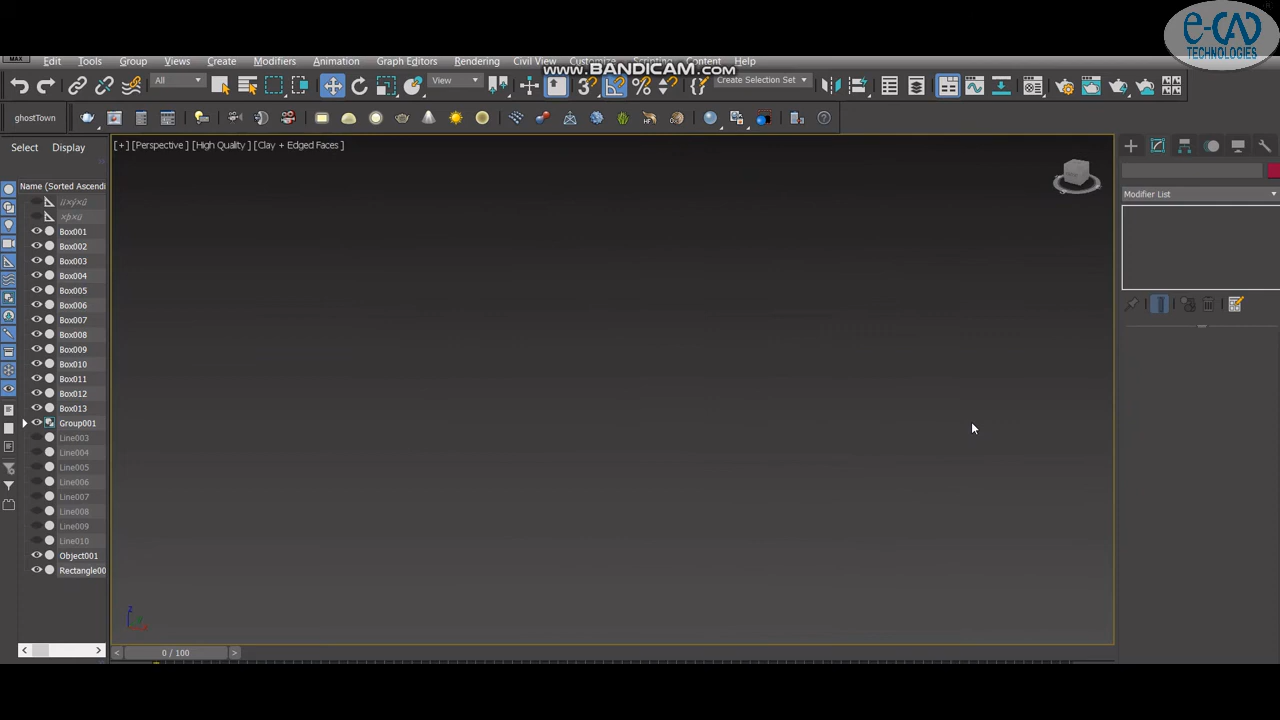 e-CAD
TECHNOLOGIES
MAX
Edit Tools Group Views Create Modifiers Animation Graph Editors Rendering Civil View Customize Scripting Content Help
www.BANDICAM.com
All
View
3
Create Selection Set
ghostTown
Select Display
[+] [Perspective ] [High Quality ] [Clay + Edged Faces ]
Modifier List
Name (Sorted Ascendi
Box001
Box002
Box003
Box004
Box005
Box006
Box007
Box008
Box009
Box010
Box011
Box012
Box013
Group001
Line003
Line004
Line005
Line006
Line007
Line008
Line009
Line010
Object001
Rectangle00
z
x
< 0 / 100 >